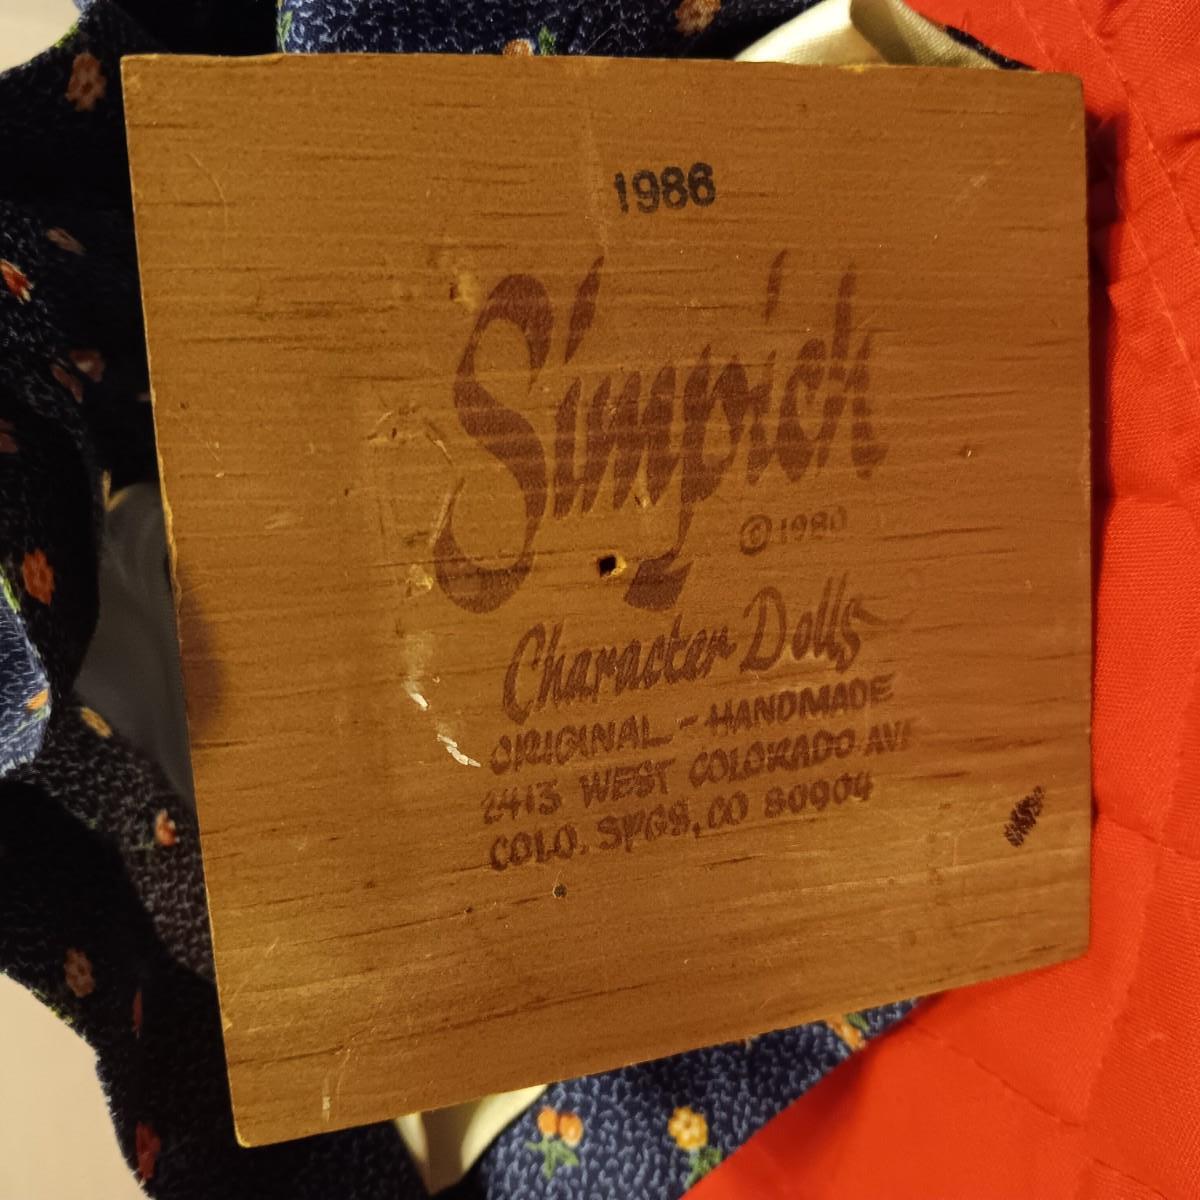 1986
Simpich
© 1980
Character Dolls
ORIGINAL - HANDMADE
2413 WEST COLORADO AVE
COLO. SPGS, CO 80904